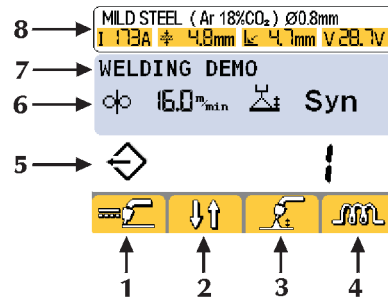 8 MILD STEEL ( Ar 18%CO₂ ) Ø0.8mm
I 173A 4.8mm 4.7mm V 28.7V
7 WELDING DEMO
6 16.0 m/min Syn
5 1
1 2 3 4